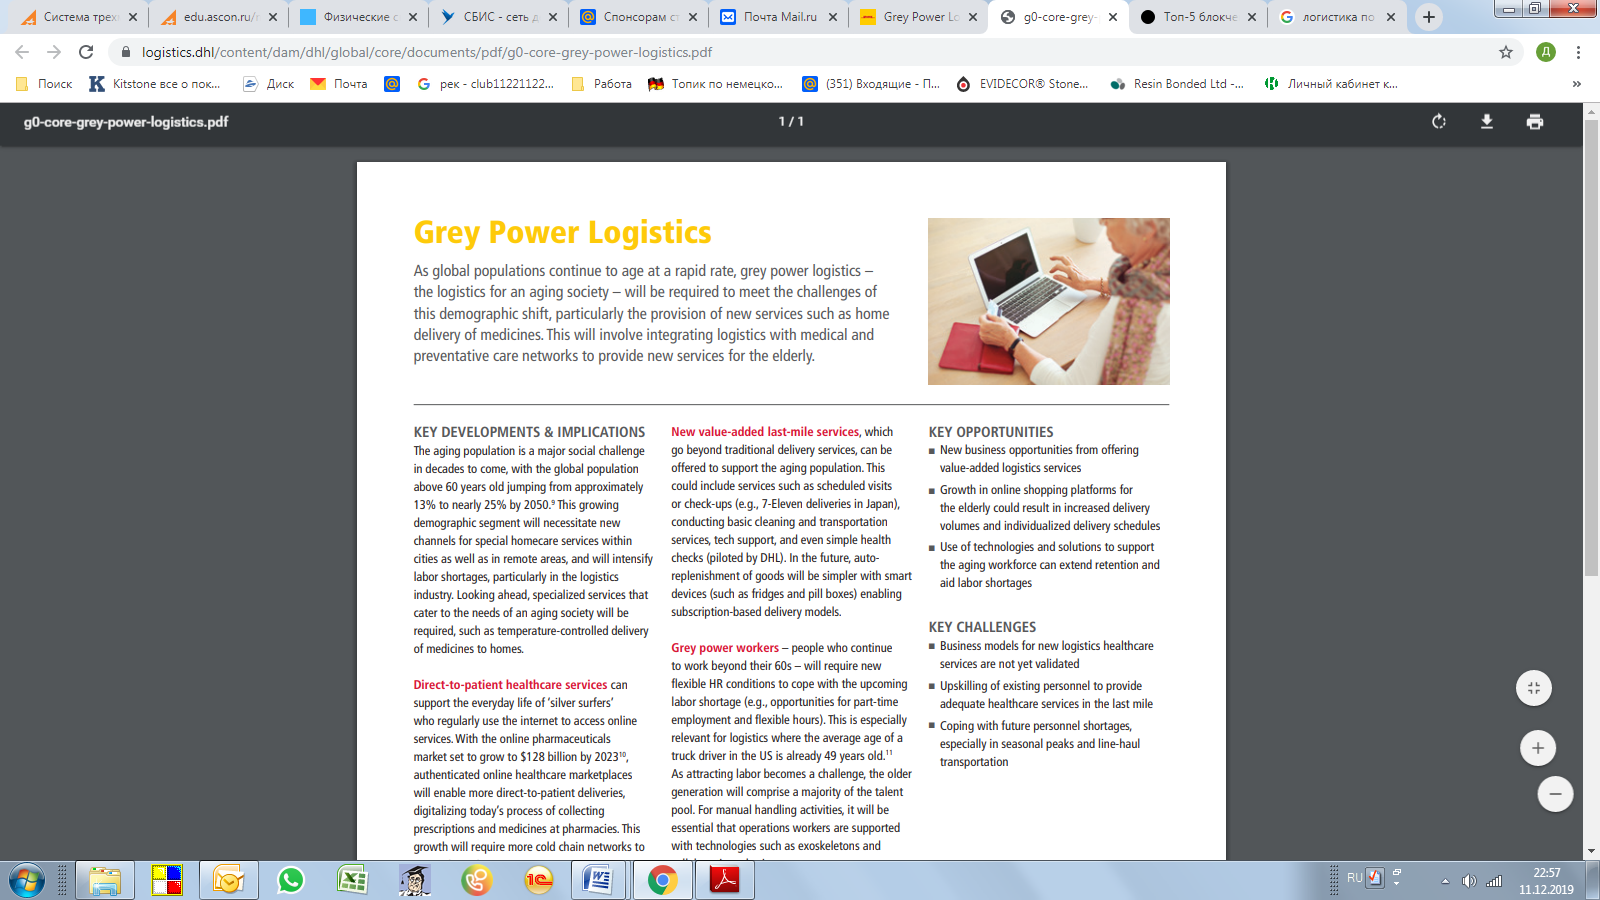 Система трех
edu.ascon.ru/
Физические с
СБИС - сеть д
Спонсорам ст
Почта Mail.ru
Grey Power Lo
g0-core-grey-
Топ-5 блокче
логистика по
logistics.dhl/content/dam/dhl/global/core/documents/pdf/g0-core-grey-power-logistics.pdf
Д
Поиск
Kitstone все о пок...
Диск
Почта
рек - club11221122...
Работа
Топик по немецко...
(351) Входящие - П...
EVIDECOR® Stone...
Resin Bonded Ltd -...
Личный кабинет к...
»
g0-core-grey-power-logistics.pdf
1 / 1
Grey Power Logistics
As global populations continue to age at a rapid rate, grey power logistics –
the logistics for an aging society – will be required to meet the challenges of
this demographic shift, particularly the provision of new services such as home
delivery of medicines. This will involve integrating logistics with medical and
preventative care networks to provide new services for the elderly.
KEY DEVELOPMENTS & IMPLICATIONS
The aging population is a major social challenge
in decades to come, with the global population
above 60 years old jumping from approximately
13% to nearly 25% by 2050.⁹ This growing
demographic segment will necessitate new
channels for special homecare services within
cities as well as in remote areas, and will intensify
labor shortages, particularly in the logistics
industry. Looking ahead, specialized services that
cater to the needs of an aging society will be
required, such as temperature-controlled delivery
of medicines to homes.
Direct-to-patient healthcare services can
support the everyday life of ‘silver surfers’
who regularly use the internet to access online
services. With the online pharmaceuticals
market set to grow to $128 billion by 2023¹⁰,
authenticated online healthcare marketplaces
will enable more direct-to-patient deliveries,
digitalizing today’s process of collecting
prescriptions and medicines at pharmacies. This
growth will require more cold chain networks to
New value-added last-mile services, which
go beyond traditional delivery services, can be
offered to support the aging population. This
could include services such as scheduled visits
or check-ups (e.g., 7-Eleven deliveries in Japan),
conducting basic cleaning and transportation
services, tech support, and even simple health
checks (piloted by DHL). In the future, auto-
replenishment of goods will be simpler with smart
devices (such as fridges and pill boxes) enabling
subscription-based delivery models.
Grey power workers – people who continue
to work beyond their 60s – will require new
flexible HR conditions to cope with the upcoming
labor shortage (e.g., opportunities for part-time
employment and flexible hours). This is especially
relevant for logistics where the average age of a
truck driver in the US is already 49 years old.¹¹
As attracting labor becomes a challenge, the older
generation will comprise a majority of the talent
pool. For manual handling activities, it will be
essential that operations workers are supported
with technologies such as exoskeletons and
KEY OPPORTUNITIES
■ New business opportunities from offering
value-added logistics services
■ Growth in online shopping platforms for
the elderly could result in increased delivery
volumes and individualized delivery schedules
■ Use of technologies and solutions to support
the aging workforce can extend retention and
aid labor shortages
KEY CHALLENGES
■ Business models for new logistics healthcare
services are not yet validated
■ Upskilling of existing personnel to provide
adequate healthcare services in the last mile
■ Coping with future personnel shortages,
especially in seasonal peaks and line-haul
transportation
RU
22:57
11.12.2019